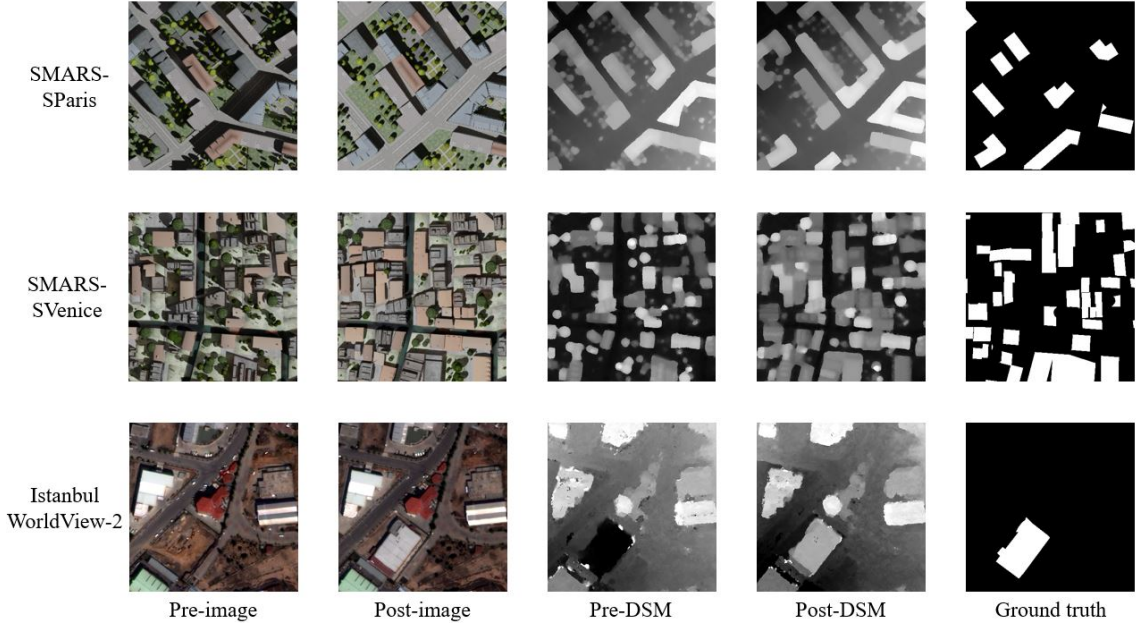 SMARS-
SParis
SMARS-
SVenice
Istanbul
WorldView-2
Pre-image
Post-image
Pre-DSM
Post-DSM
Ground truth